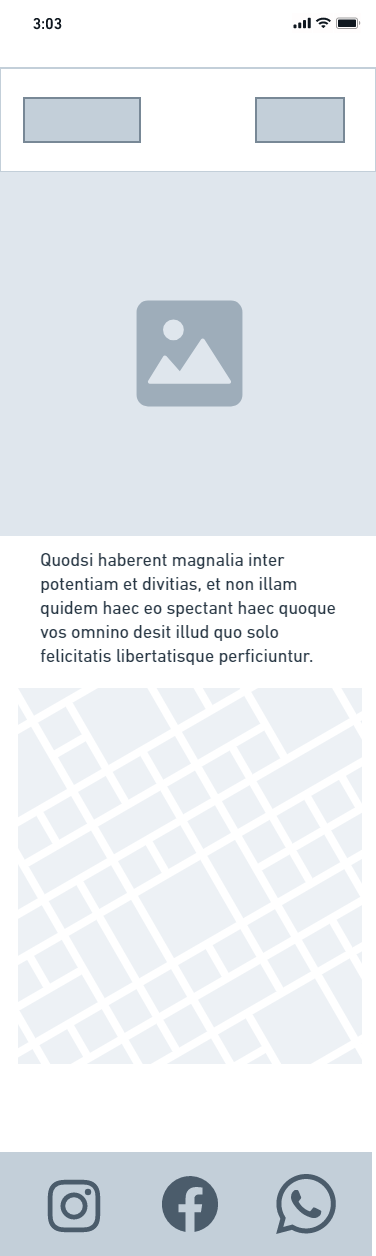 3:03
Quodsi haberent magnalia inter
potentiam et divitias, et non illam
quidem haec eo spectant haec quoque
vos omnino desit illud quo solo
felicitatis libertatisque perficiuntur.